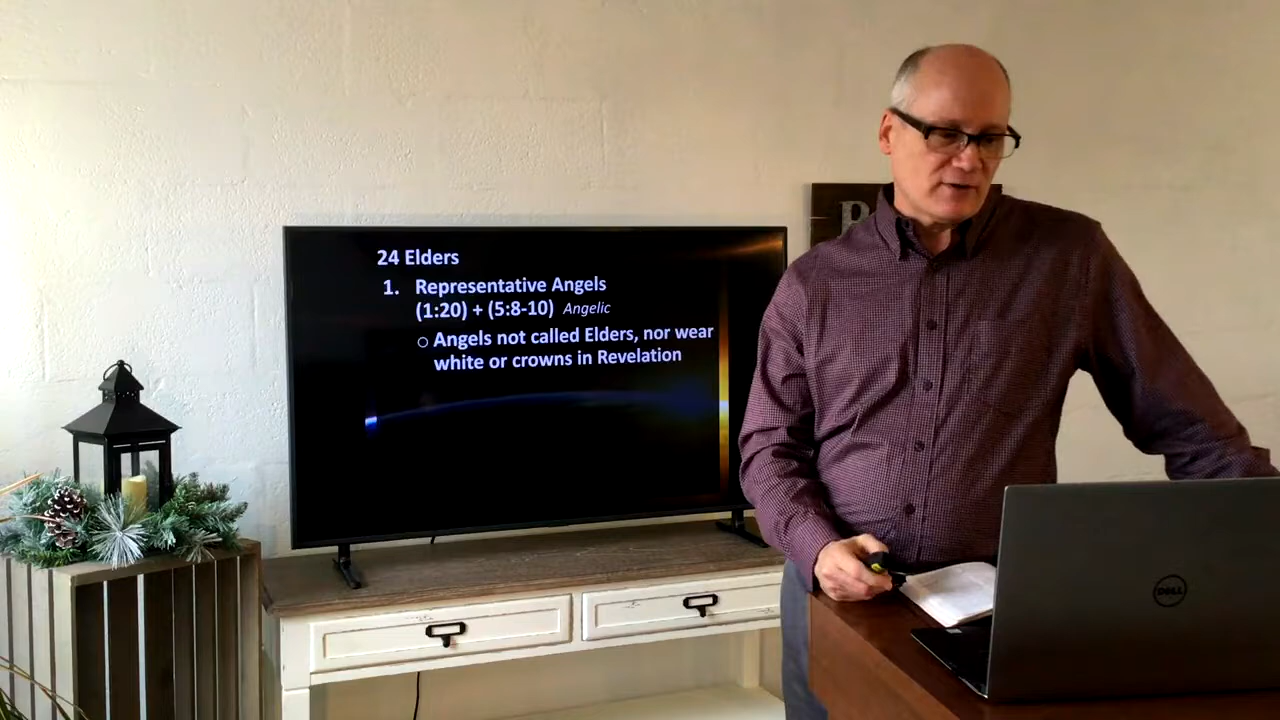 24 Elders
1. Representative Angels
(1:20) + (5:8-10) Angelic
○ Angels not called Elders, nor wear
white or crowns in Revelation
DELL